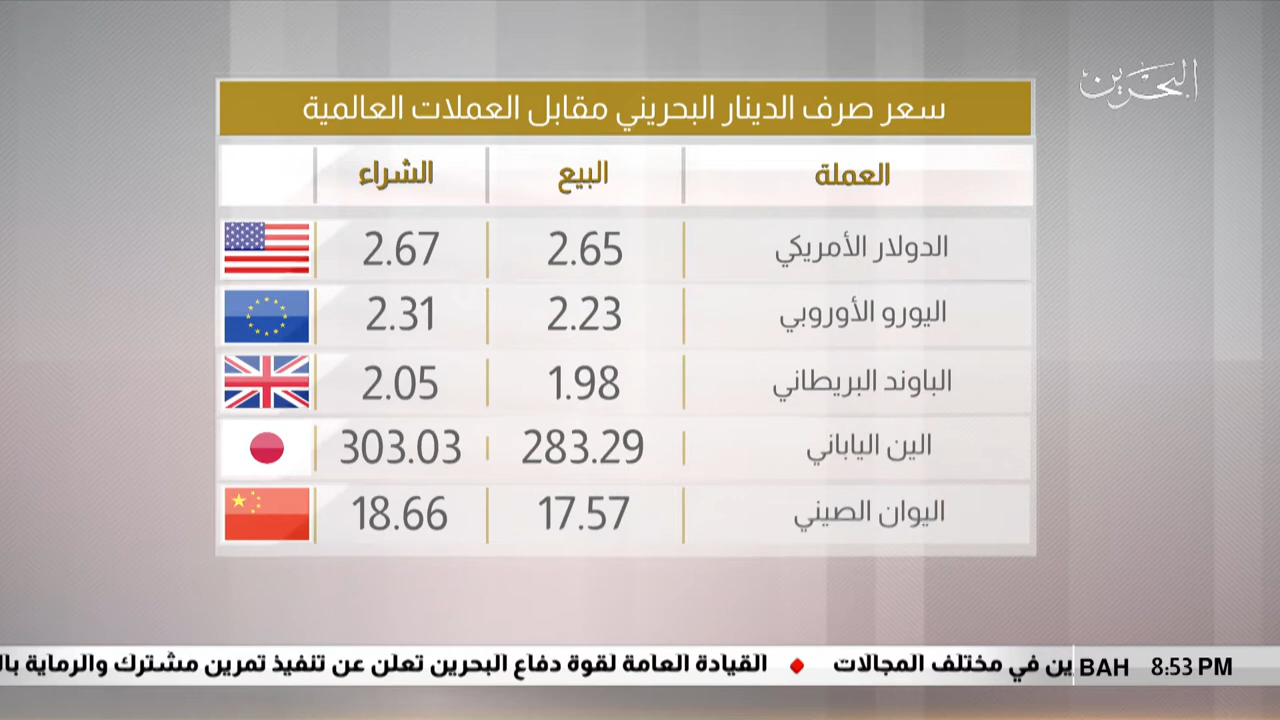 البحرين
سعر صرف الدينار البحريني مقابل العملات العالمية
العملة البيع الشراء
الدولار الأمريكي 2.65 2.67
اليورو الأوروبي 2.23 2.31
الباوند البريطاني 1.98 2.05
الين الياباني 283.29 303.03
اليوان الصيني 17.57 18.66
BAH 8:53 PM
ين في مختلف المجالات ♦ القيادة العامة لقوة دفاع البحرين تعلن عن تنفيذ تمرين مشترك والرماية بال